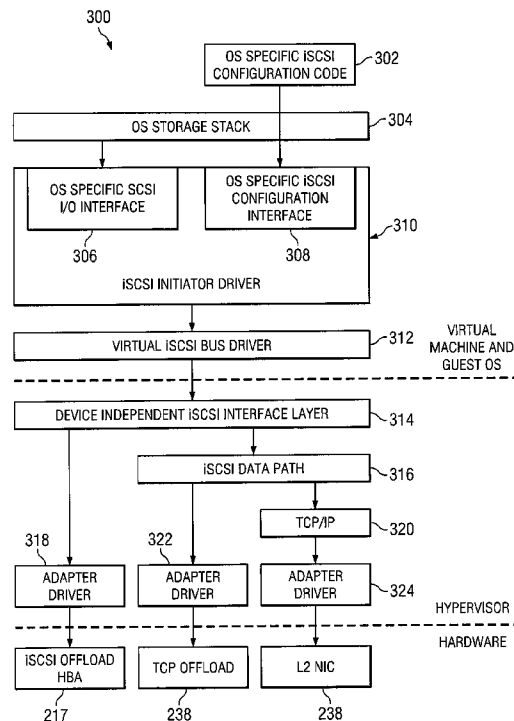 300
OS SPECIFIC iSCSI
CONFIGURATION CODE
302
OS STORAGE STACK
304
OS SPECIFIC SCSI
I/O INTERFACE
306
OS SPECIFIC iSCSI
CONFIGURATION
INTERFACE
308
310
iSCSI INITIATOR DRIVER
VIRTUAL iSCSI BUS DRIVER
312
VIRTUAL
MACHINE AND
GUEST OS
DEVICE INDEPENDENT iSCSI INTERFACE LAYER
314
iSCSI DATA PATH
316
TCP/IP
320
318
ADAPTER
DRIVER
322
ADAPTER
DRIVER
ADAPTER
DRIVER
324
HYPERVISOR
HARDWARE
iSCSI OFFLOAD
HBA
217
TCP OFFLOAD
238
L2 NIC
238